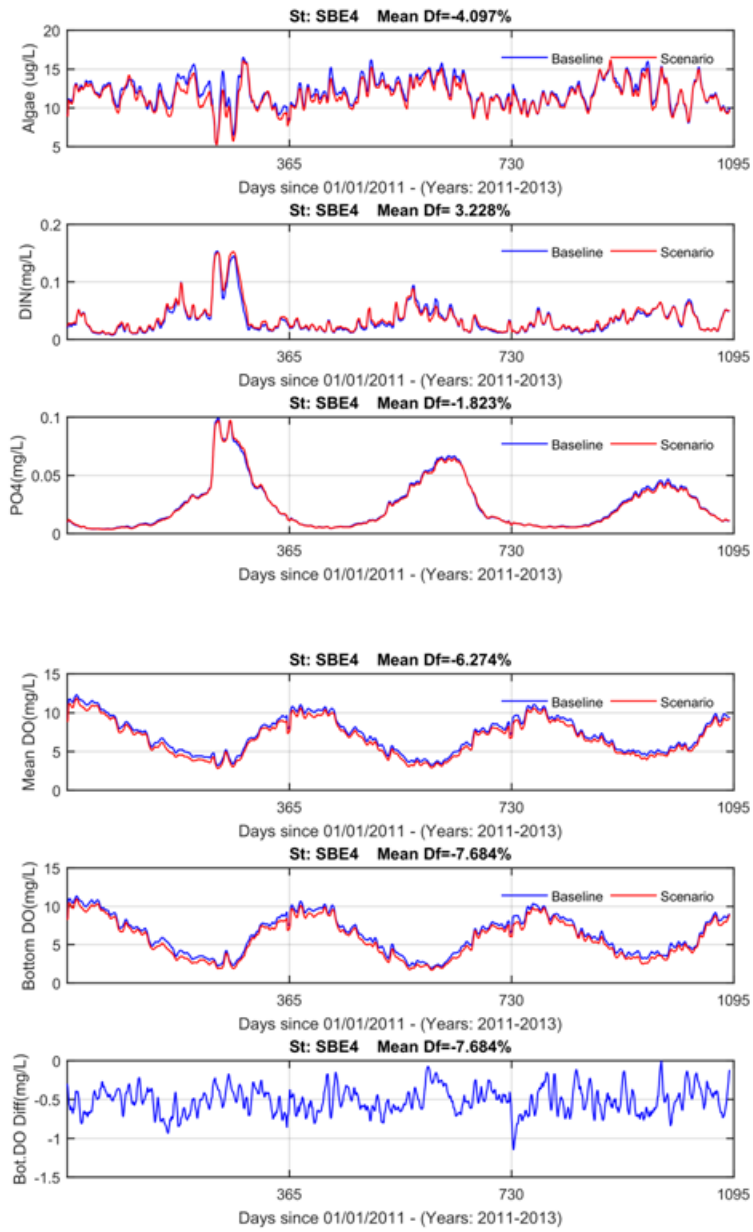 St: SBE4 Mean Df=-4.097%
20
15
10
5
Algae (ug/L)
Baseline Scenario
365 730 1095
Days since 01/01/2011 - (Years: 2011-2013)
St: SBE4 Mean Df= 3.228%
0.2
0.1
0
DIN(mg/L)
Baseline Scenario
365 730 1095
Days since 01/01/2011 - (Years: 2011-2013)
St: SBE4 Mean Df=-1.823%
0.1
0.05
0
PO4(mg/L)
Baseline Scenario
365 730 1095
Days since 01/01/2011 - (Years: 2011-2013)
St: SBE4 Mean Df=-6.274%
15
10
5
0
Mean DO(mg/L)
Baseline Scenario
365 730 1095
Days since 01/01/2011 - (Years: 2011-2013)
St: SBE4 Mean Df=-7.684%
15
10
5
0
Bottom DO(mg/L)
Baseline Scenario
365 730 1095
Days since 01/01/2011 - (Years: 2011-2013)
St: SBE4 Mean Df=-7.684%
0
-0.5
-1
-1.5
Bot.DO Diff(mg/L)
365 730 1095
Days since 01/01/2011 - (Years: 2011-2013)